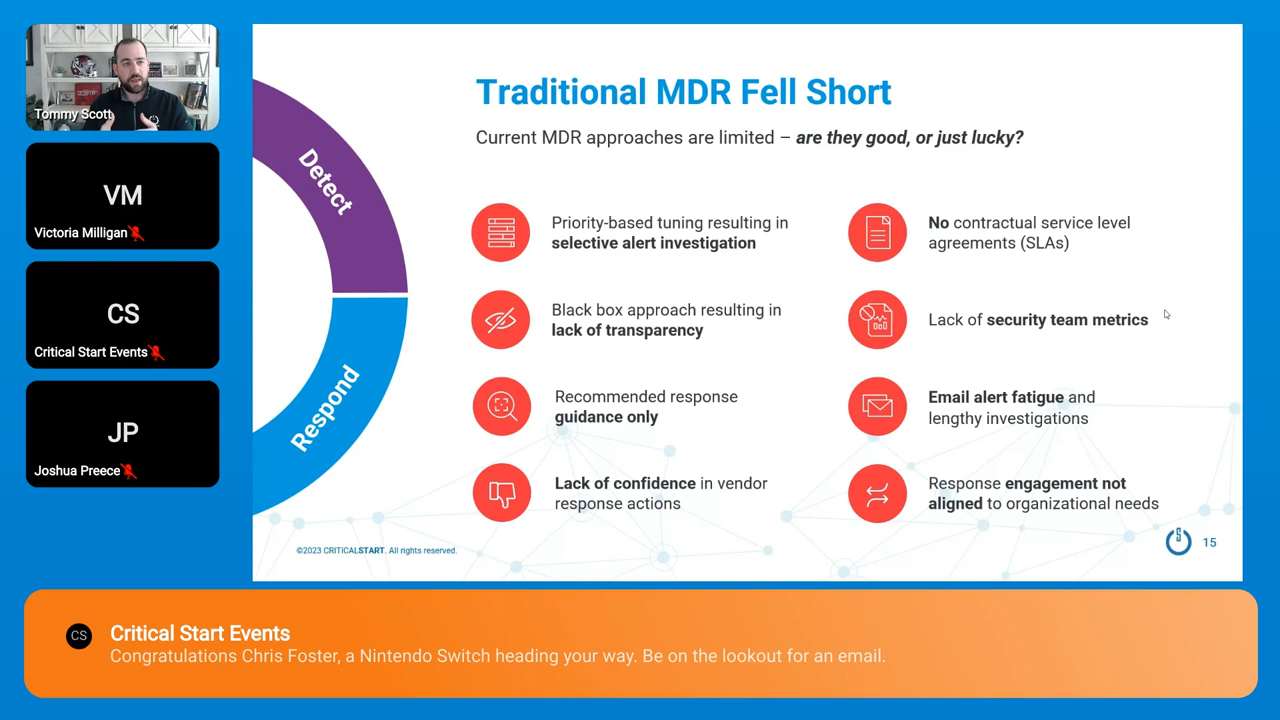 Tommy Scott
VM
Victoria Milligan
CS
Critical Start Events
JP
Joshua Preece
Detect
Respond
Traditional MDR Fell Short
Current MDR approaches are limited – are they good, or just lucky?
Priority-based tuning resulting in
selective alert investigation
Black box approach resulting in
lack of transparency
Recommended response
guidance only
Lack of confidence in vendor
response actions
No contractual service level
agreements (SLAs)
Lack of security team metrics
Email alert fatigue and
lengthy investigations
Response engagement not
aligned to organizational needs
©2023 CRITICALSTART. All rights reserved.
15
CS
Critical Start Events
Congratulations Chris Foster, a Nintendo Switch heading your way. Be on the lookout for an email.